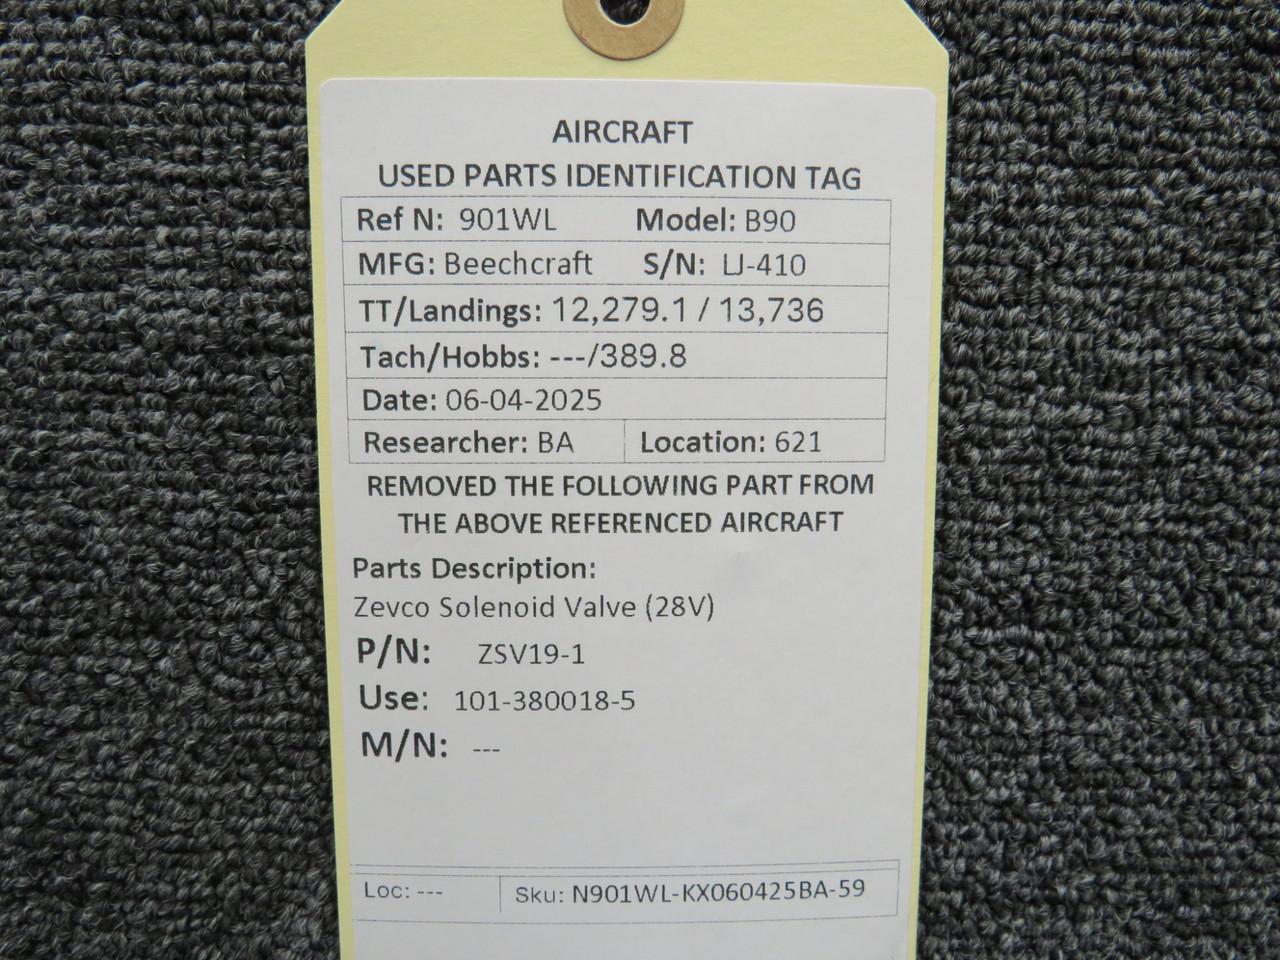 AIRCRAFT
USED PARTS IDENTIFICATION TAG
Ref N: 901WL Model: B90
MFG: Beechcraft S/N: LJ-410
TT/Landings: 12,279.1 / 13,736
Tach/Hobbs: ---/389.8
Date: 06-04-2025
Researcher: BA Location: 621
REMOVED THE FOLLOWING PART FROM
THE ABOVE REFERENCED AIRCRAFT
Parts Description:
Zevco Solenoid Valve (28V)
P/N: ZSV19-1
Use: 101-380018-5
M/N: ---
Loc: --- Sku: N901WL-KX060425BA-59